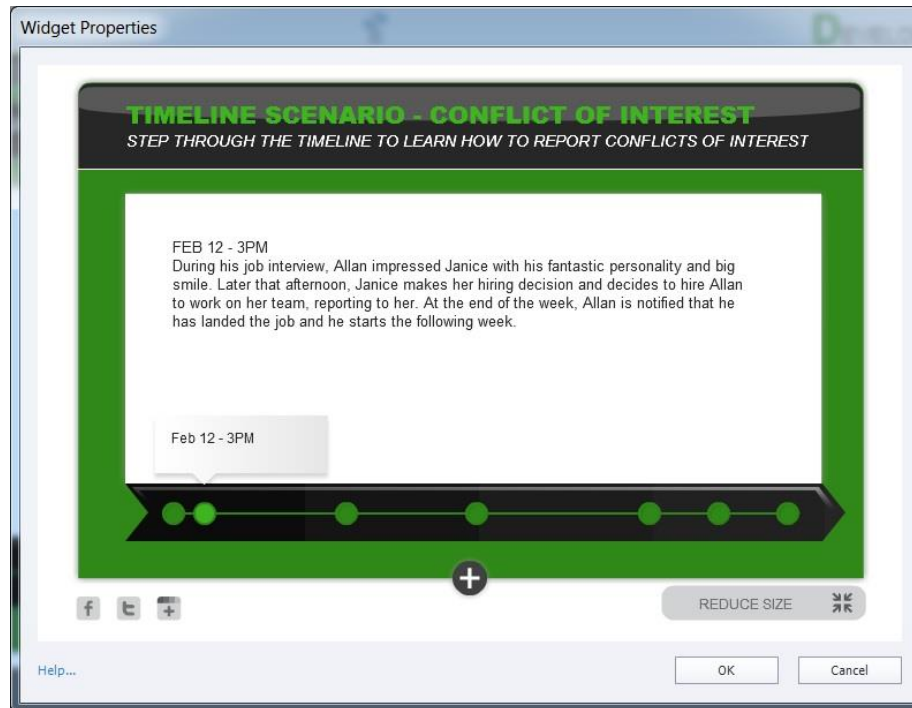 Widget Properties
TIMELINE SCENARIO - CONFLICT OF INTEREST
STEP THROUGH THE TIMELINE TO LEARN HOW TO REPORT CONFLICTS OF INTEREST
FEB 12 - 3PM
During his job interview, Allan impressed Janice with his fantastic personality and big
smile. Later that afternoon, Janice makes her hiring decision and decides to hire Allan
to work on her team, reporting to her. At the end of the week, Allan is notified that he
has landed the job and he starts the following week.
Feb 12 - 3PM
REDUCE SIZE
Help...
OK
Cancel